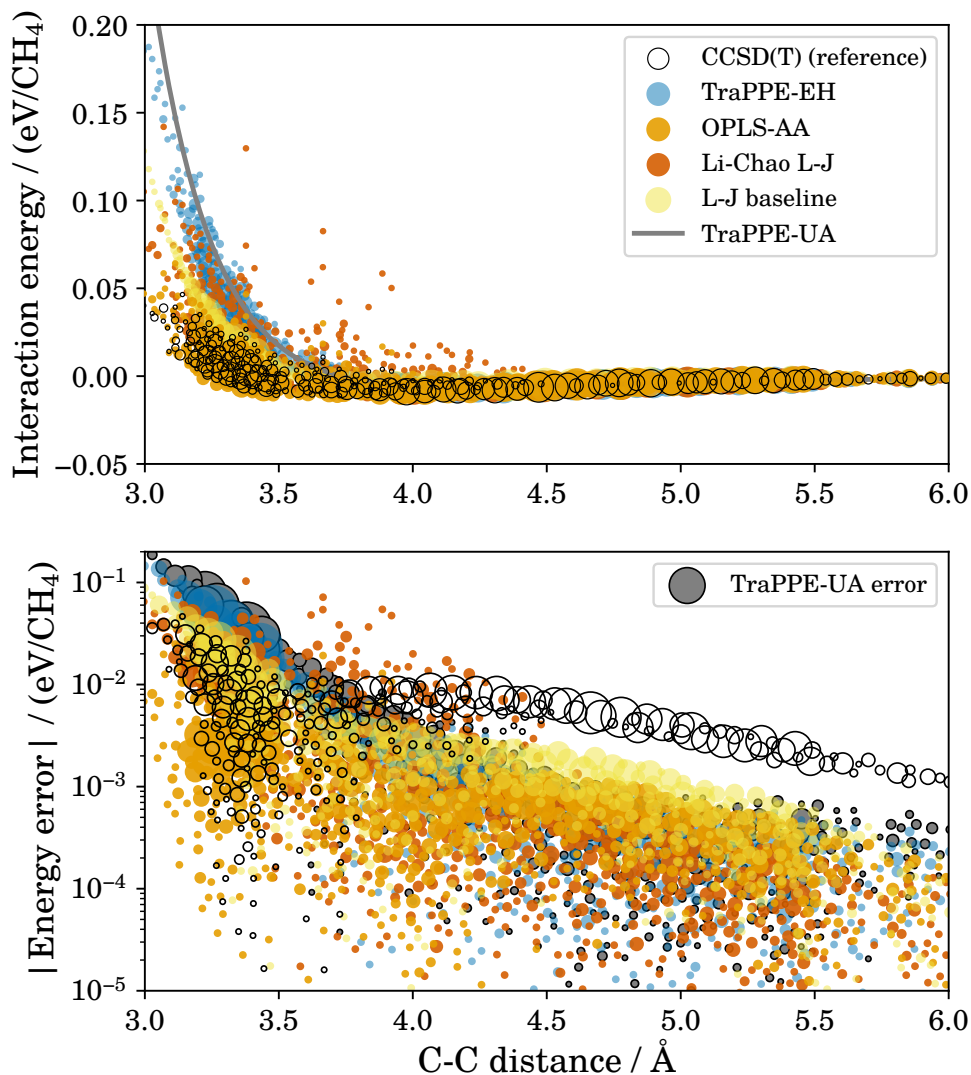 0.20
0.15
0.10
0.05
0.00
−0.05
Interaction energy / (eV/CH₄)
CCSD(T) (reference)
TraPPE-EH
OPLS-AA
Li-Chao L-J
L-J baseline
TraPPE-UA
3.0 3.5 4.0 4.5 5.0 5.5 6.0
10⁻¹
10⁻²
10⁻³
10⁻⁴
10⁻⁵
|Energy error| / (eV/CH₄)
TraPPE-UA error
3.0 3.5 4.0 4.5 5.0 5.5 6.0
C-C distance / Å